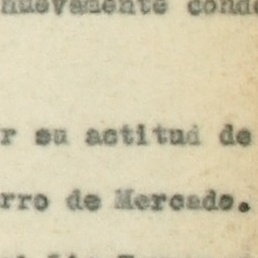 nuevamente conde
r su actitud de
rro de Mercado.